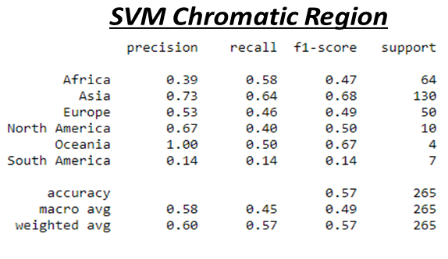 SVM Chromatic Region
precision recall f1-score support
Africa 0.39 0.58 0.47 64
Asia 0.73 0.64 0.68 130
Europe 0.53 0.46 0.49 50
North America 0.67 0.40 0.50 10
Oceania 1.00 0.50 0.67 4
South America 0.14 0.14 0.14 7
accuracy 0.57 265
macro avg 0.58 0.45 0.49 265
weighted avg 0.60 0.57 0.57 265